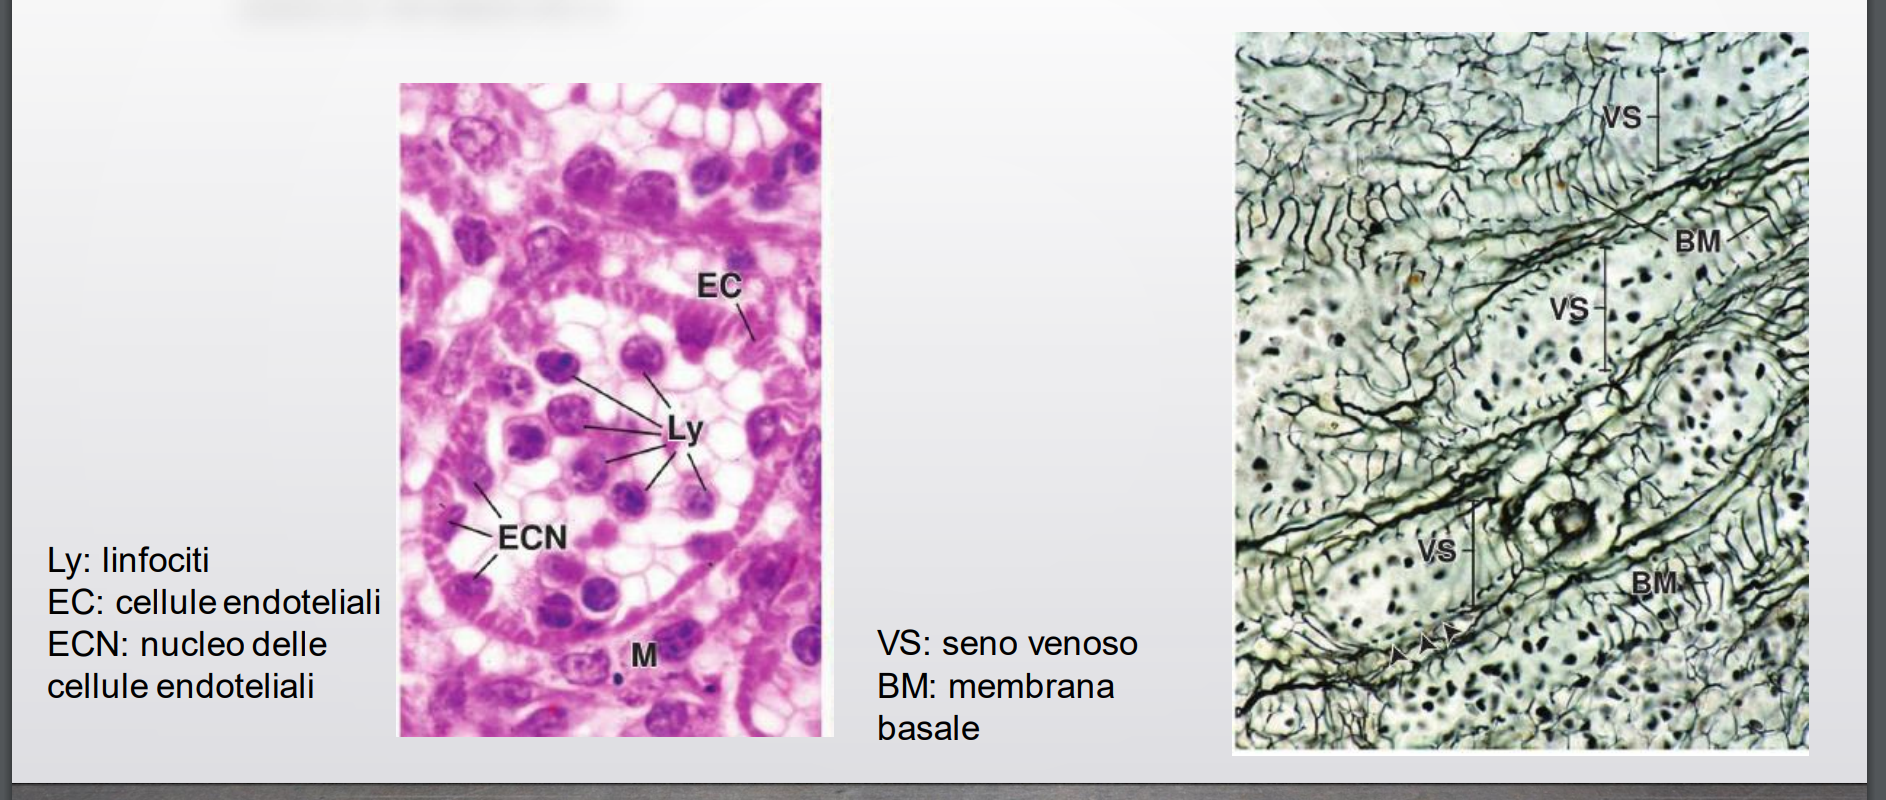 Ly: linfociti
EC: cellule endoteliali
ECN: nucleo delle
cellule endoteliali
EC
Ly
ECN
M
VS: seno venoso
BM: membrana
basale
VS
BM
VS
VS
BM